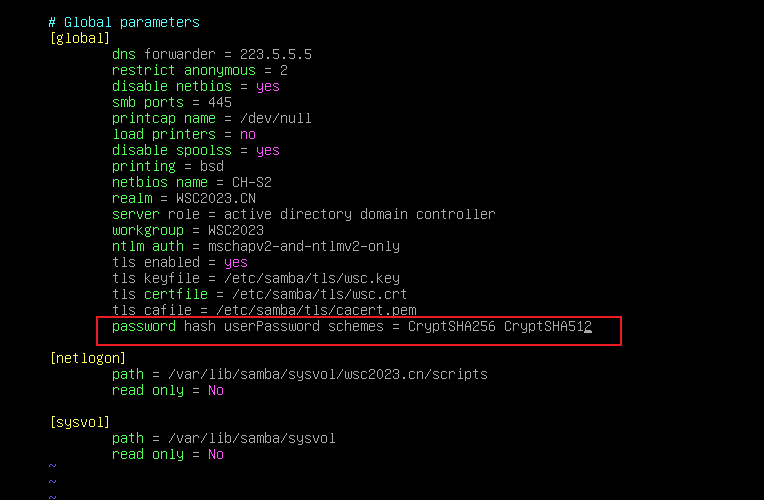 # Global parameters
[global]
dns forwarder = 223.5.5.5
restrict anonymous = 2
disable netbios = yes
smb ports = 445
printcap name = /dev/null
load printers = no
disable spoolss = yes
printing = bsd
netbios name = CH-S2
realm = WSC2023.CN
server role = active directory domain controller
workgroup = WSC2023
ntlm auth = mschapv2-and-ntlmv2-only
tls enabled = yes
tls keyfile = /etc/samba/tls/wsc.key
tls certfile = /etc/samba/tls/wsc.crt
tls cafile = /etc/samba/tls/cacert.pem
password hash userPassword schemes = CryptSHA256 CryptSHA512
[netlogon]
path = /var/lib/samba/sysvol/wsc2023.cn/scripts
read only = No
[sysvol]
path = /var/lib/samba/sysvol
read only = No
~
~
~